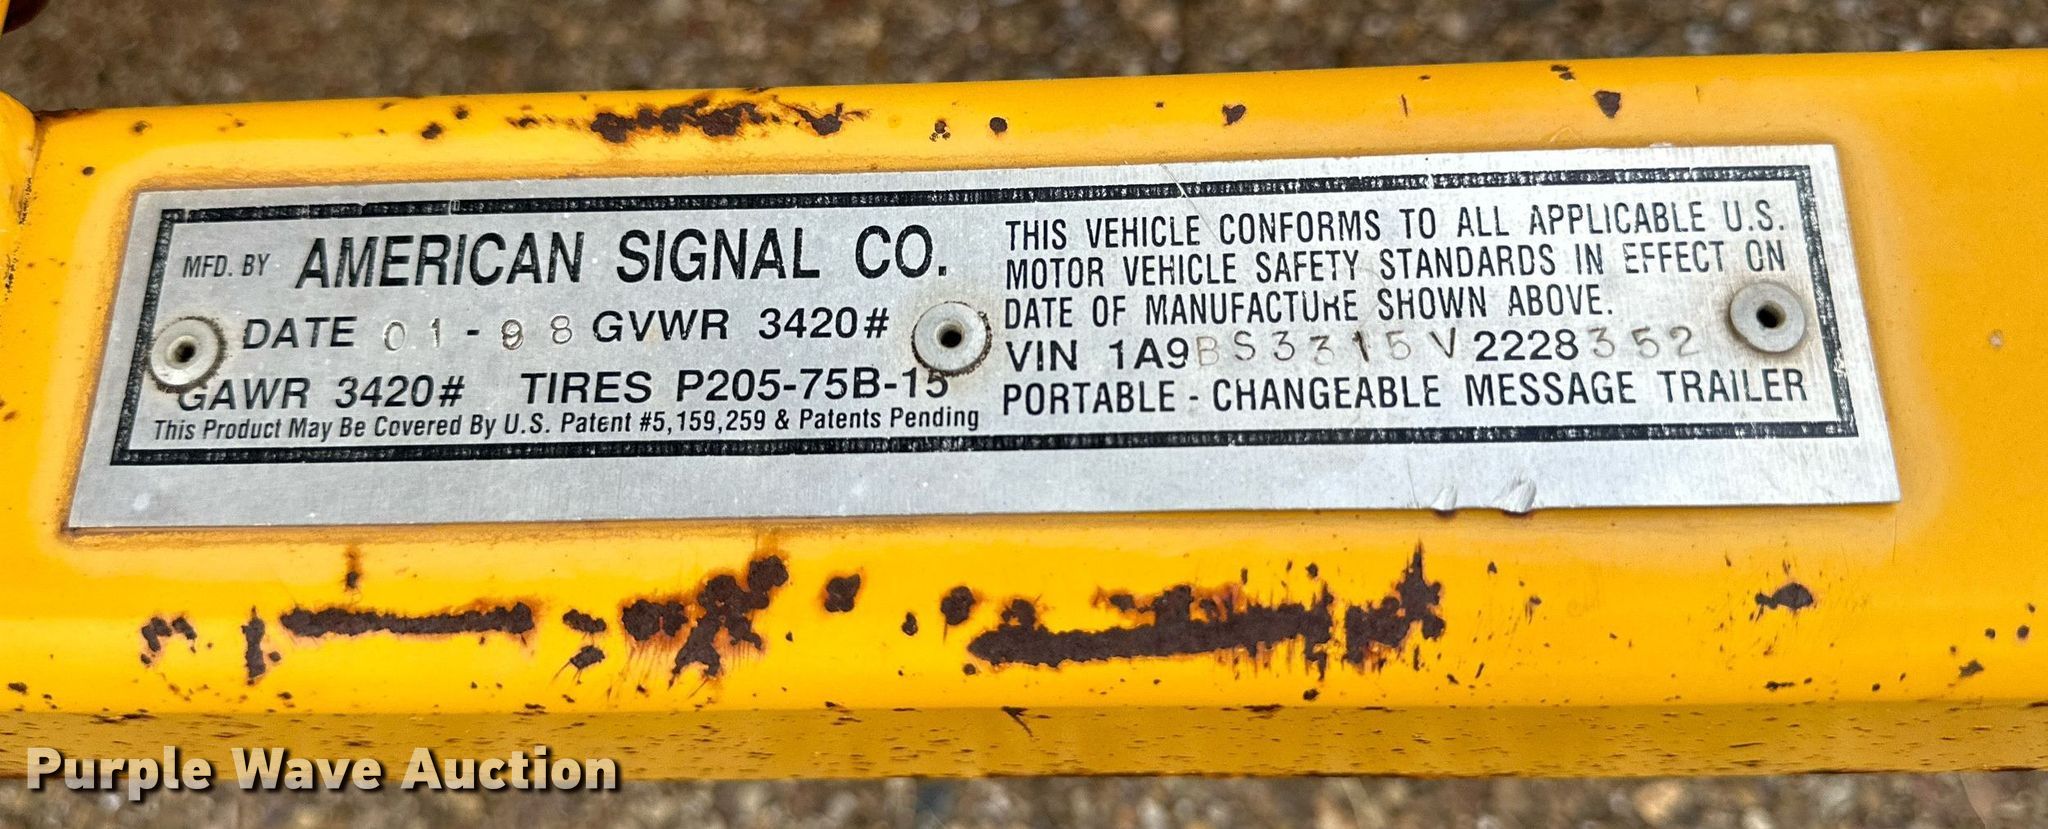 MFD. BY AMERICAN SIGNAL CO.
DATE 01-98 GVWR 3420#
GAWR 3420# TIRES P205-75B-15
This Product May Be Covered By U.S. Patent #5,159,259 & Patents Pending
THIS VEHICLE CONFORMS TO ALL APPLICABLE U.S.
MOTOR VEHICLE SAFETY STANDARDS IN EFFECT ON
DATE OF MANUFACTURE SHOWN ABOVE.
VIN 1A9BS3315V2228352
PORTABLE - CHANGEABLE MESSAGE TRAILER
Purple Wave Auction